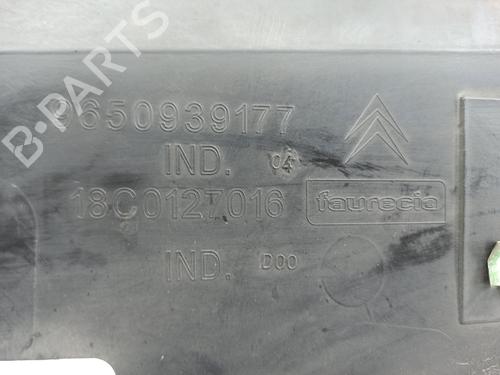 B-PARTS
9650939177
IND. 04
18C0127016
faurecia
IND. D00